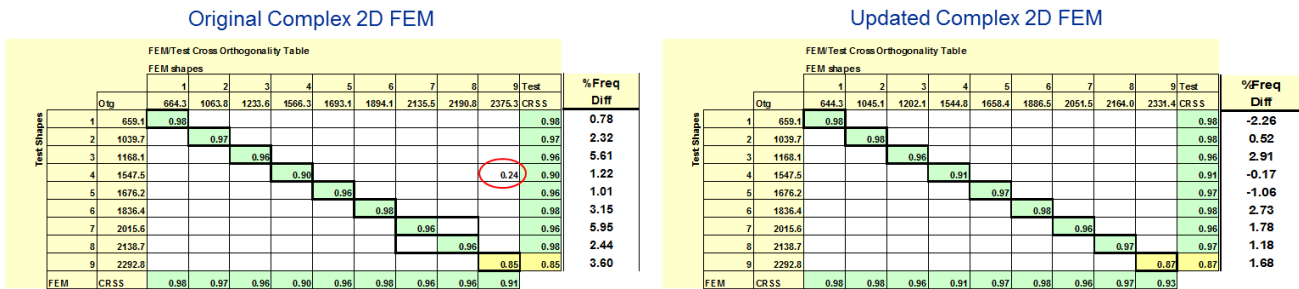 Original Complex 2D FEM
FEM/Test Cross Orthogonality Table
FEM shapes
1 2 3 4 5 6 7 8 9 Test %Freq
Otg 664.3 1063.8 1233.6 1566.3 1693.1 1894.1 2135.5 2190.8 2375.3 CRSS Diff
Test Shapes
1 659.1 0.98 0.98 0.78
2 1039.7 0.97 0.97 2.32
3 1168.1 0.96 0.96 5.61
4 1547.5 0.90 0.24 0.90 1.22
5 1676.2 0.96 0.96 1.01
6 1836.4 0.98 0.98 3.15
7 2015.6 0.96 0.96 5.95
8 2138.7 0.96 0.98 2.44
9 2292.8 0.85 0.85 3.60
FEM CRSS 0.98 0.97 0.96 0.90 0.96 0.98 0.96 0.96 0.91
Updated Complex 2D FEM
FEM/Test Cross Orthogonality Table
FEM shapes
1 2 3 4 5 6 7 8 9 Test %Freq
Otg 644.3 1045.1 1202.1 1544.8 1658.4 1886.5 2051.5 2164.0 2331.4 CRSS Diff
Test Shapes
1 659.1 0.98 0.98 -2.26
2 1039.7 0.98 0.98 0.52
3 1168.1 0.96 0.96 2.91
4 1547.5 0.91 0.91 -0.17
5 1676.2 0.97 0.97 -1.06
6 1836.4 0.98 0.98 2.73
7 2015.6 0.96 0.96 1.78
8 2138.7 0.97 0.97 1.18
9 2292.8 0.87 0.87 1.68
FEM CRSS 0.98 0.98 0.96 0.91 0.97 0.98 0.96 0.97 0.93